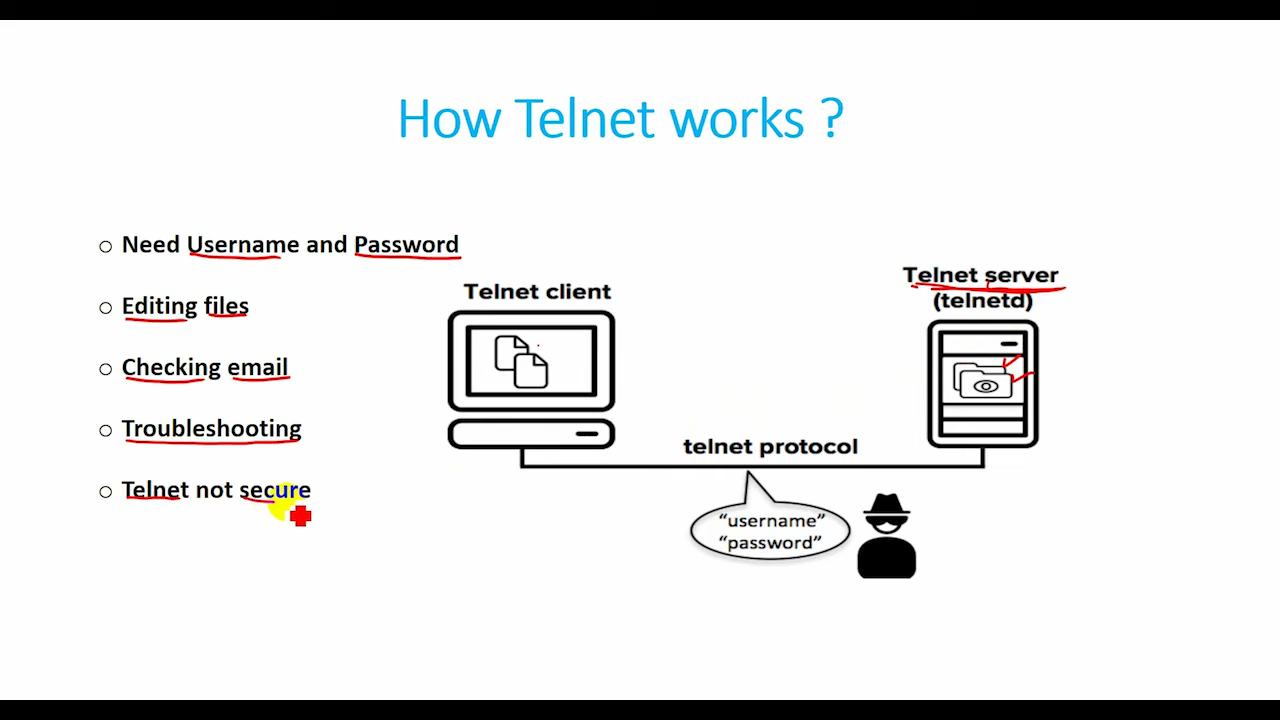 How Telnet works ?
Need Username and Password
Editing files
Checking email
Troubleshooting
Telnet not secure
Telnet client
Telnet server
(telnetd)
telnet protocol
“username”
“password”